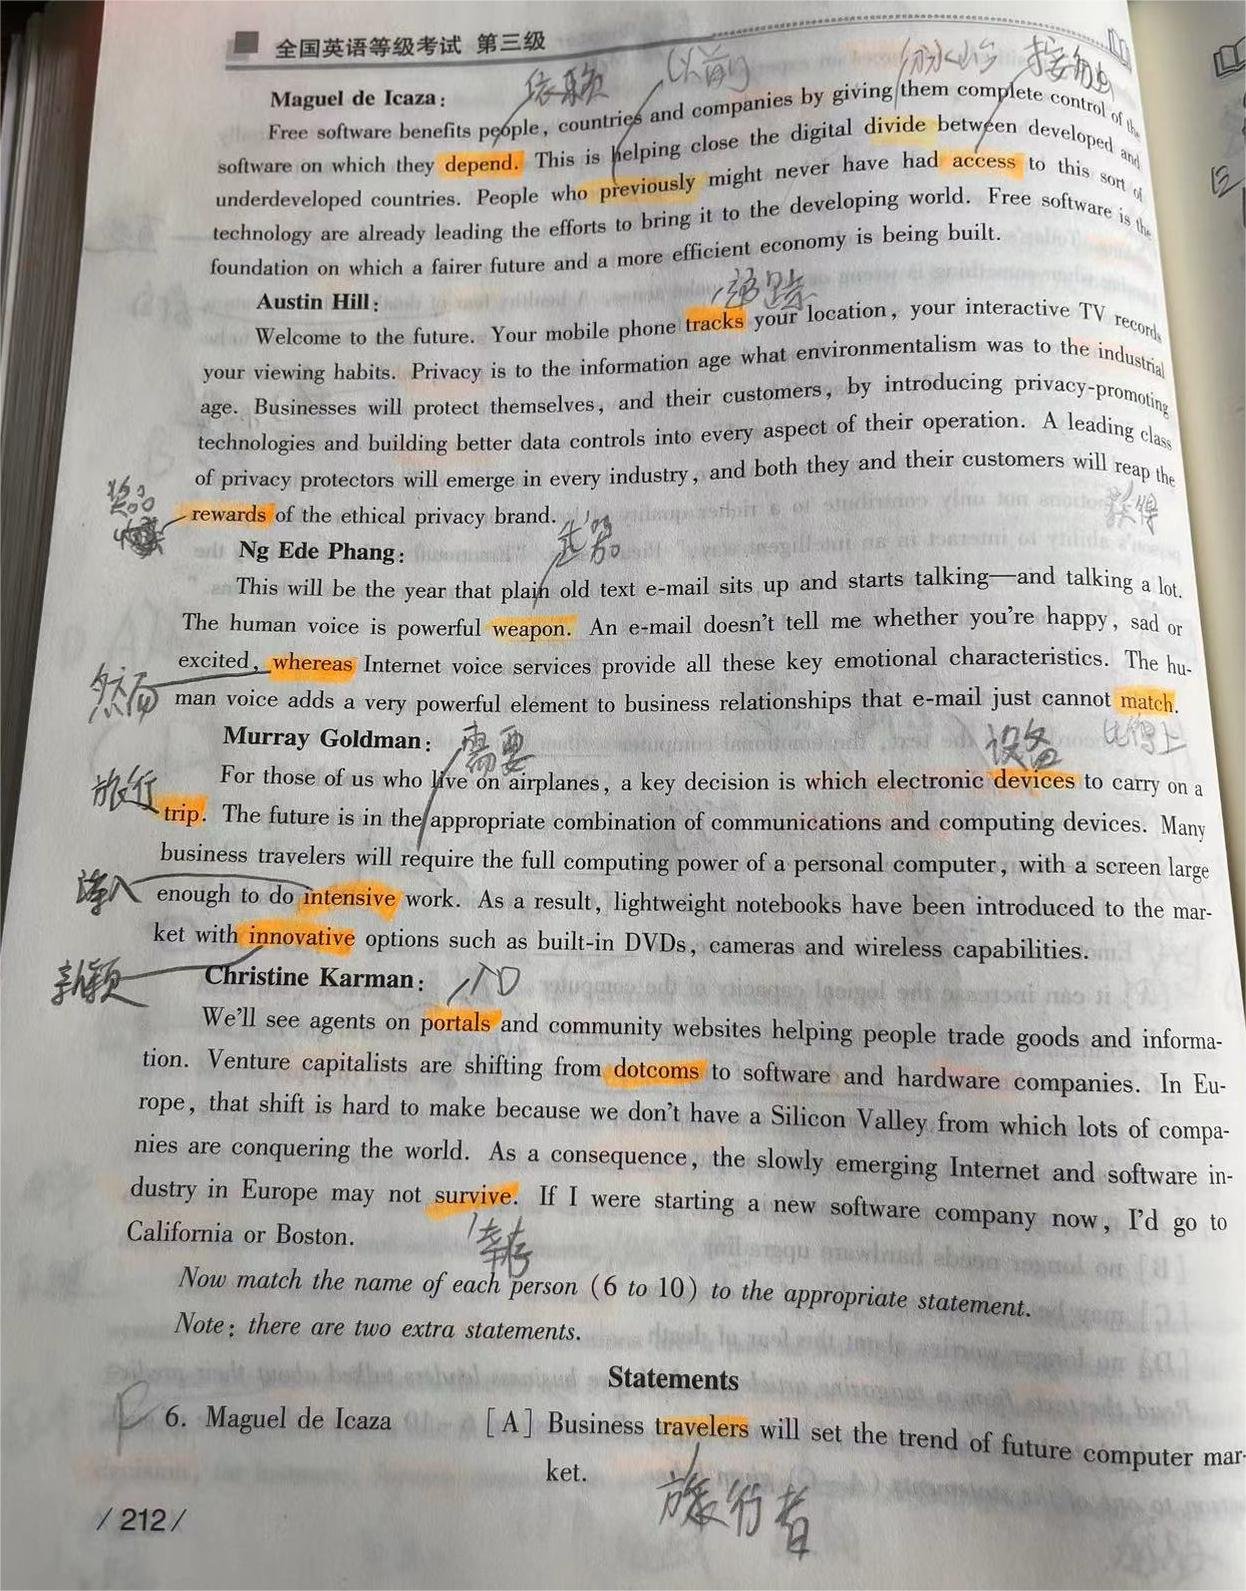 全国英语等级考试 第三级
依赖 以前 接触
Maguel de Icaza:
Free software benefits people, countries and companies by giving them complete control of the
software on which they depend. This is helping close the digital divide between developed and
underdeveloped countries. People who previously might never have had access to this sort of
technology are already leading the efforts to bring it to the developing world. Free software is the
foundation on which a fairer future and a more efficient economy is being built.
Austin Hill:
追踪
Welcome to the future. Your mobile phone tracks your location, your interactive TV records
your viewing habits. Privacy is to the information age what environmentalism was to the industrial
age. Businesses will protect themselves, and their customers, by introducing privacy-promoting
technologies and building better data controls into every aspect of their operation. A leading class
of privacy protectors will emerge in every industry, and both they and their customers will reap the
获得
rewards of the ethical privacy brand.
Ng Ede Phang:
武器
This will be the year that plain old text e-mail sits up and starts talking—and talking a lot.
The human voice is powerful weapon. An e-mail doesn't tell me whether you're happy, sad or
excited, whereas Internet voice services provide all these key emotional characteristics. The hu-
然而
man voice adds a very powerful element to business relationships that e-mail just cannot match.
Murray Goldman:
需要 设备 比得上
For those of us who live on airplanes, a key decision is which electronic devices to carry on a
旅行
trip. The future is in the appropriate combination of communications and computing devices. Many
business travelers will require the full computing power of a personal computer, with a screen large
深入
enough to do intensive work. As a result, lightweight notebooks have been introduced to the mar-
ket with innovative options such as built-in DVDs, cameras and wireless capabilities.
新颖
Christine Karman:
入口
We'll see agents on portals and community websites helping people trade goods and informa-
tion. Venture capitalists are shifting from dotcoms to software and hardware companies. In Eu-
rope, that shift is hard to make because we don't have a Silicon Valley from which lots of compa-
nies are conquering the world. As a consequence, the slowly emerging Internet and software in-
dustry in Europe may not survive. If I were starting a new software company now, I'd go to
California or Boston.
幸存
Now match the name of each person (6 to 10) to the appropriate statement.
Note: there are two extra statements.
Statements
6. Maguel de Icaza [A] Business travelers will set the trend of future computer mar-
ket.
旅行者
/ 212 /